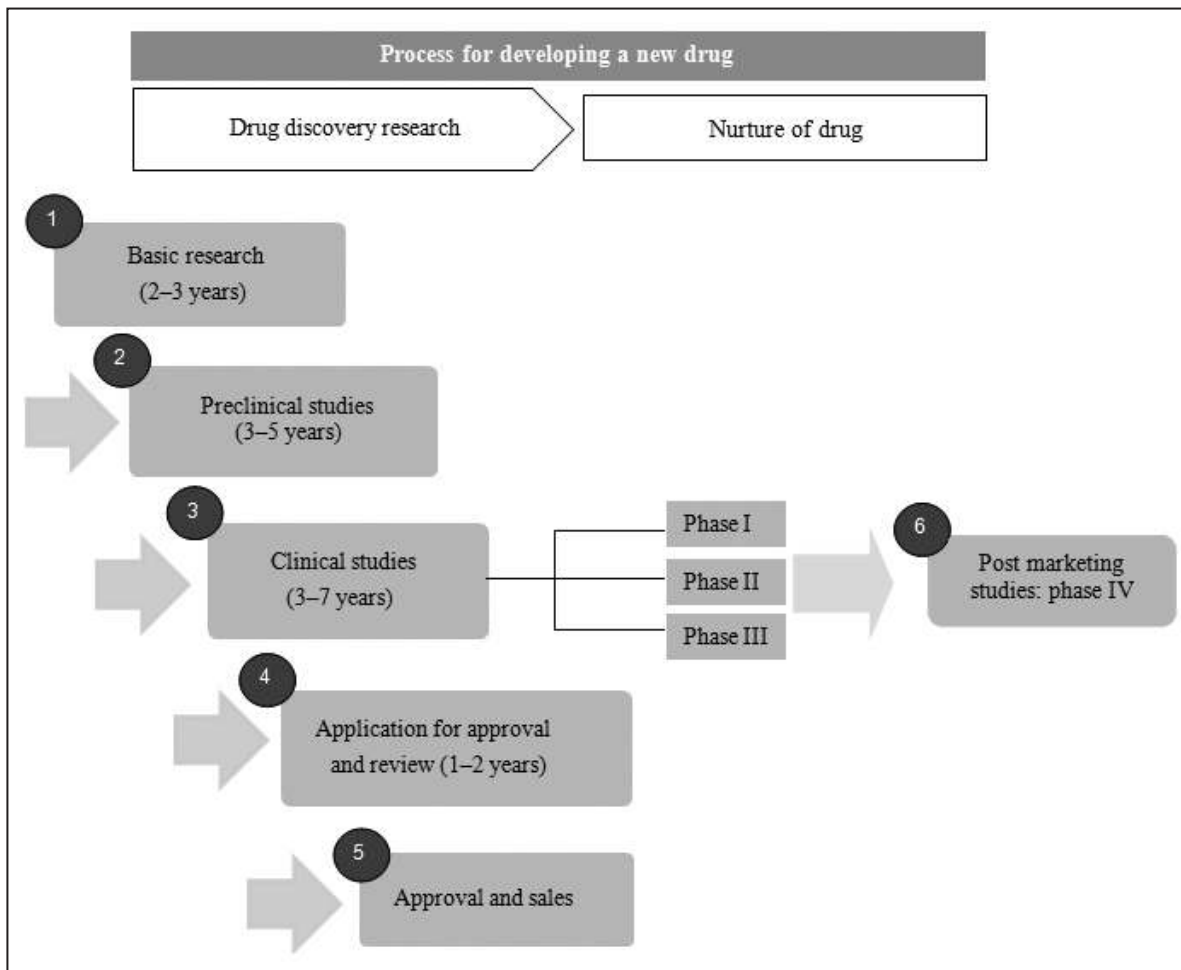 Process for developing a new drug
Drug discovery research
Nurture of drug
1
Basic research
(2–3 years)
2
Preclinical studies
(3–5 years)
3
Clinical studies
(3–7 years)
Phase I
Phase II
Phase III
6
Post marketing
studies: phase IV
4
Application for approval
and review (1–2 years)
5
Approval and sales